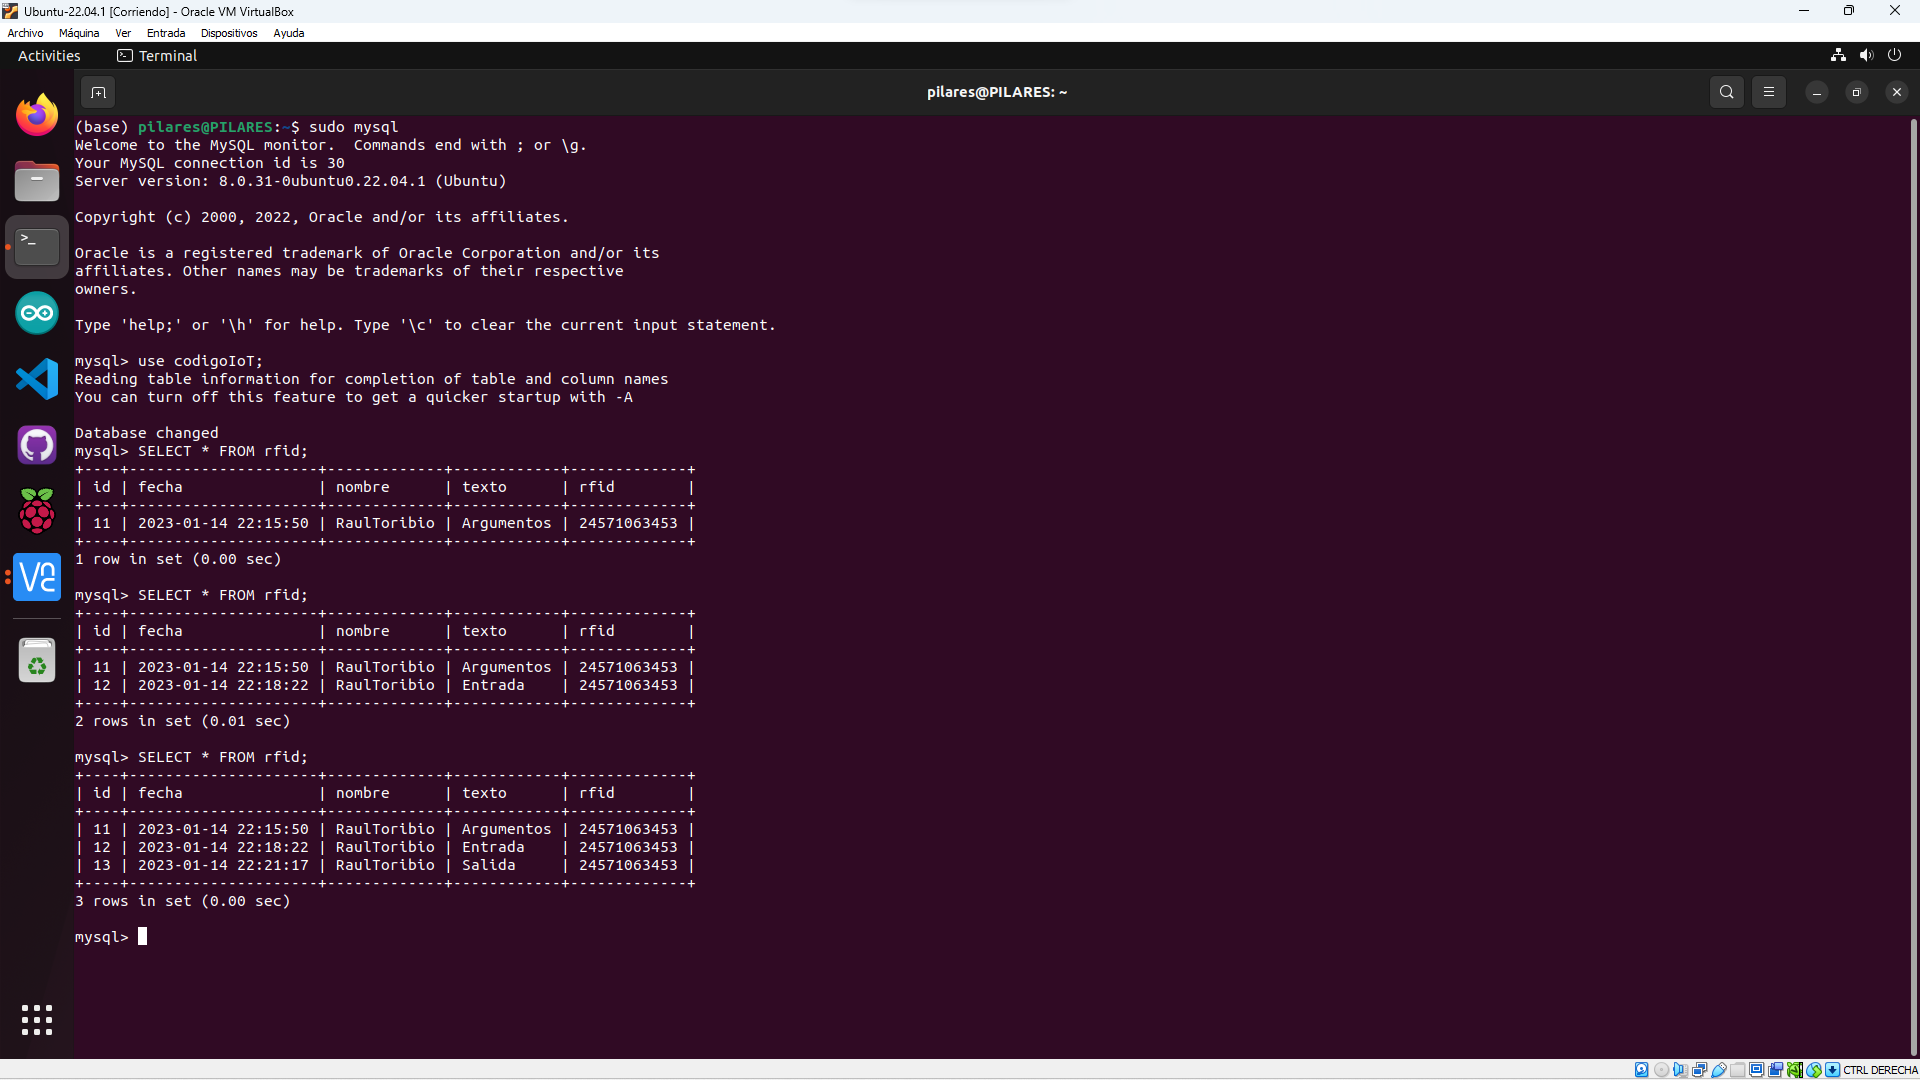 Ubuntu-22.04.1 [Corriendo] - Oracle VM VirtualBox
Archivo Máquina Ver Entrada Dispositivos Ayuda
Activities Terminal
pilares@PILARES: ~
(base) pilares@PILARES:~$ sudo mysql
Welcome to the MySQL monitor.  Commands end with ; or \g.
Your MySQL connection id is 30
Server version: 8.0.31-0ubuntu0.22.04.1 (Ubuntu)
Copyright (c) 2000, 2022, Oracle and/or its affiliates.
Oracle is a registered trademark of Oracle Corporation and/or its
affiliates. Other names may be trademarks of their respective
owners.
Type 'help;' or '\h' for help. Type '\c' to clear the current input statement.
mysql> use codigoIoT;
Reading table information for completion of table and column names
You can turn off this feature to get a quicker startup with -A
Database changed
mysql> SELECT * FROM rfid;
+----+---------------------+-------------+------------+-------------+
| id | fecha               | nombre      | texto      | rfid        |
+----+---------------------+-------------+------------+-------------+
| 11 | 2023-01-14 22:15:50 | RaulToribio | Argumentos | 24571063453 |
+----+---------------------+-------------+------------+-------------+
1 row in set (0.00 sec)
mysql> SELECT * FROM rfid;
+----+---------------------+-------------+------------+-------------+
| id | fecha               | nombre      | texto      | rfid        |
+----+---------------------+-------------+------------+-------------+
| 11 | 2023-01-14 22:15:50 | RaulToribio | Argumentos | 24571063453 |
| 12 | 2023-01-14 22:18:22 | RaulToribio | Entrada    | 24571063453 |
+----+---------------------+-------------+------------+-------------+
2 rows in set (0.01 sec)
mysql> SELECT * FROM rfid;
+----+---------------------+-------------+------------+-------------+
| id | fecha               | nombre      | texto      | rfid        |
+----+---------------------+-------------+------------+-------------+
| 11 | 2023-01-14 22:15:50 | RaulToribio | Argumentos | 24571063453 |
| 12 | 2023-01-14 22:18:22 | RaulToribio | Entrada    | 24571063453 |
| 13 | 2023-01-14 22:21:17 | RaulToribio | Salida     | 24571063453 |
+----+---------------------+-------------+------------+-------------+
3 rows in set (0.00 sec)
mysql>
CTRL DERECHA